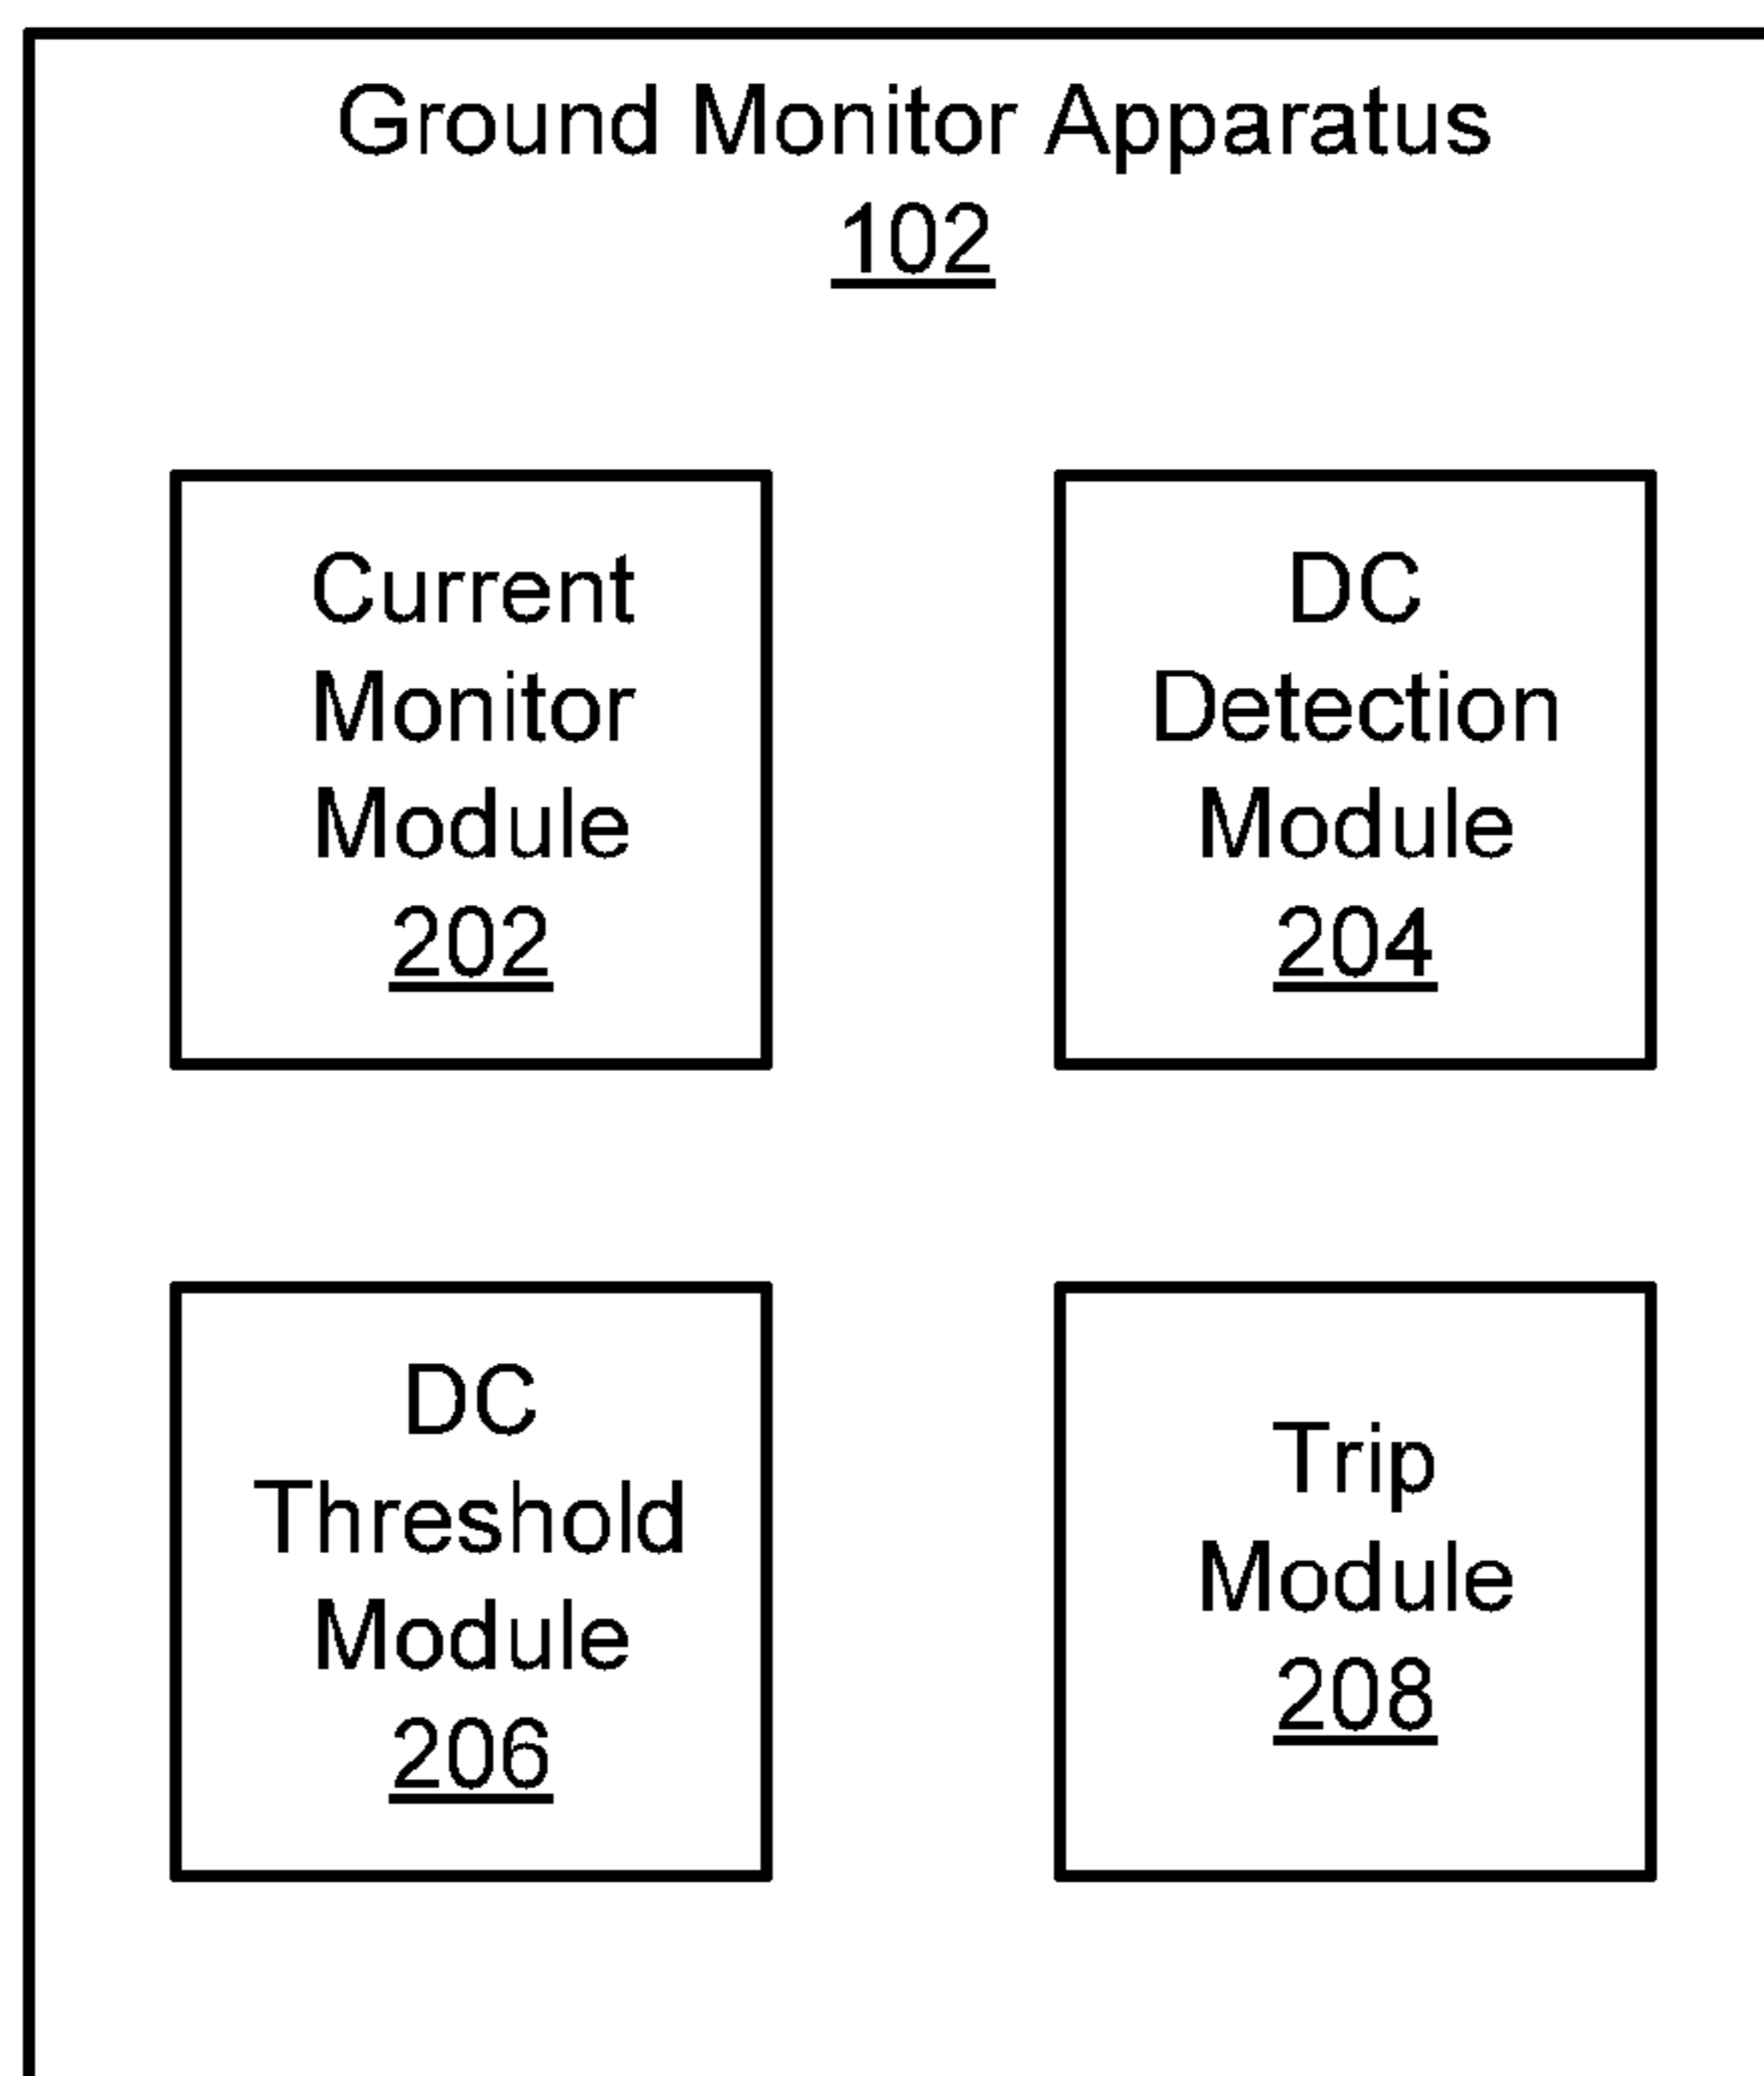 Ground Monitor Apparatus
102
Current
Monitor
Module
202
DC
Detection
Module
204
DC
Threshold
Module
206
Trip
Module
208